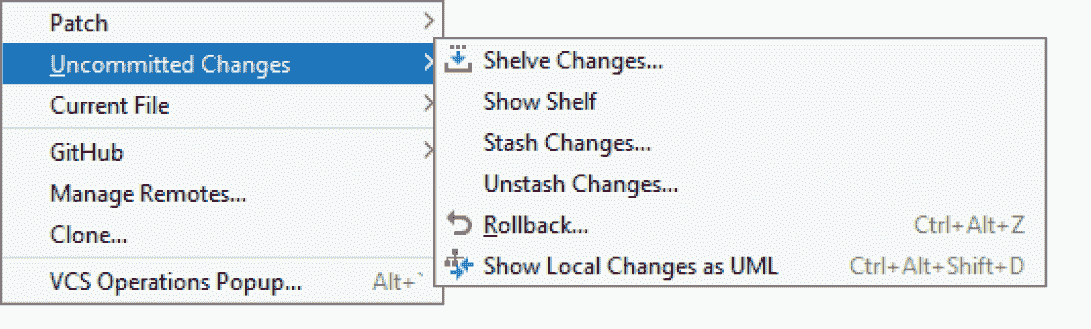 Patch
Uncommitted Changes
Current File
GitHub
Manage Remotes...
Clone...
VCS Operations Popup... Alt+`
Shelve Changes...
Show Shelf
Stash Changes...
Unstash Changes...
Rollback... Ctrl+Alt+Z
Show Local Changes as UML Ctrl+Alt+Shift+D